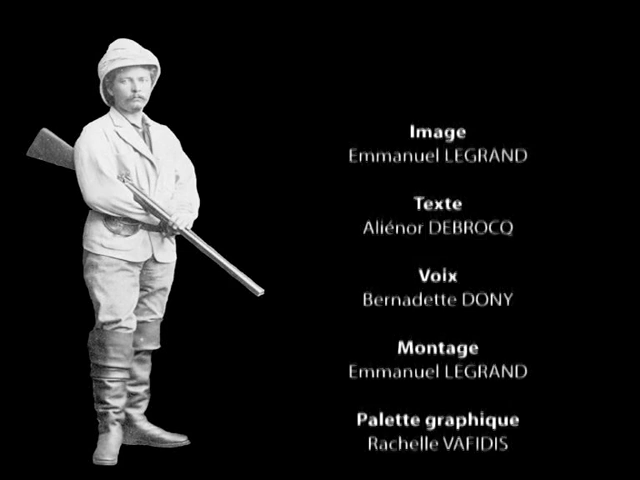 Image
Emmanuel LEGRAND
Texte
Aliénor DEBROCQ
Voix
Bernadette DONY
Montage
Emmanuel LEGRAND
Palette graphique
Rachelle VAFIDIS